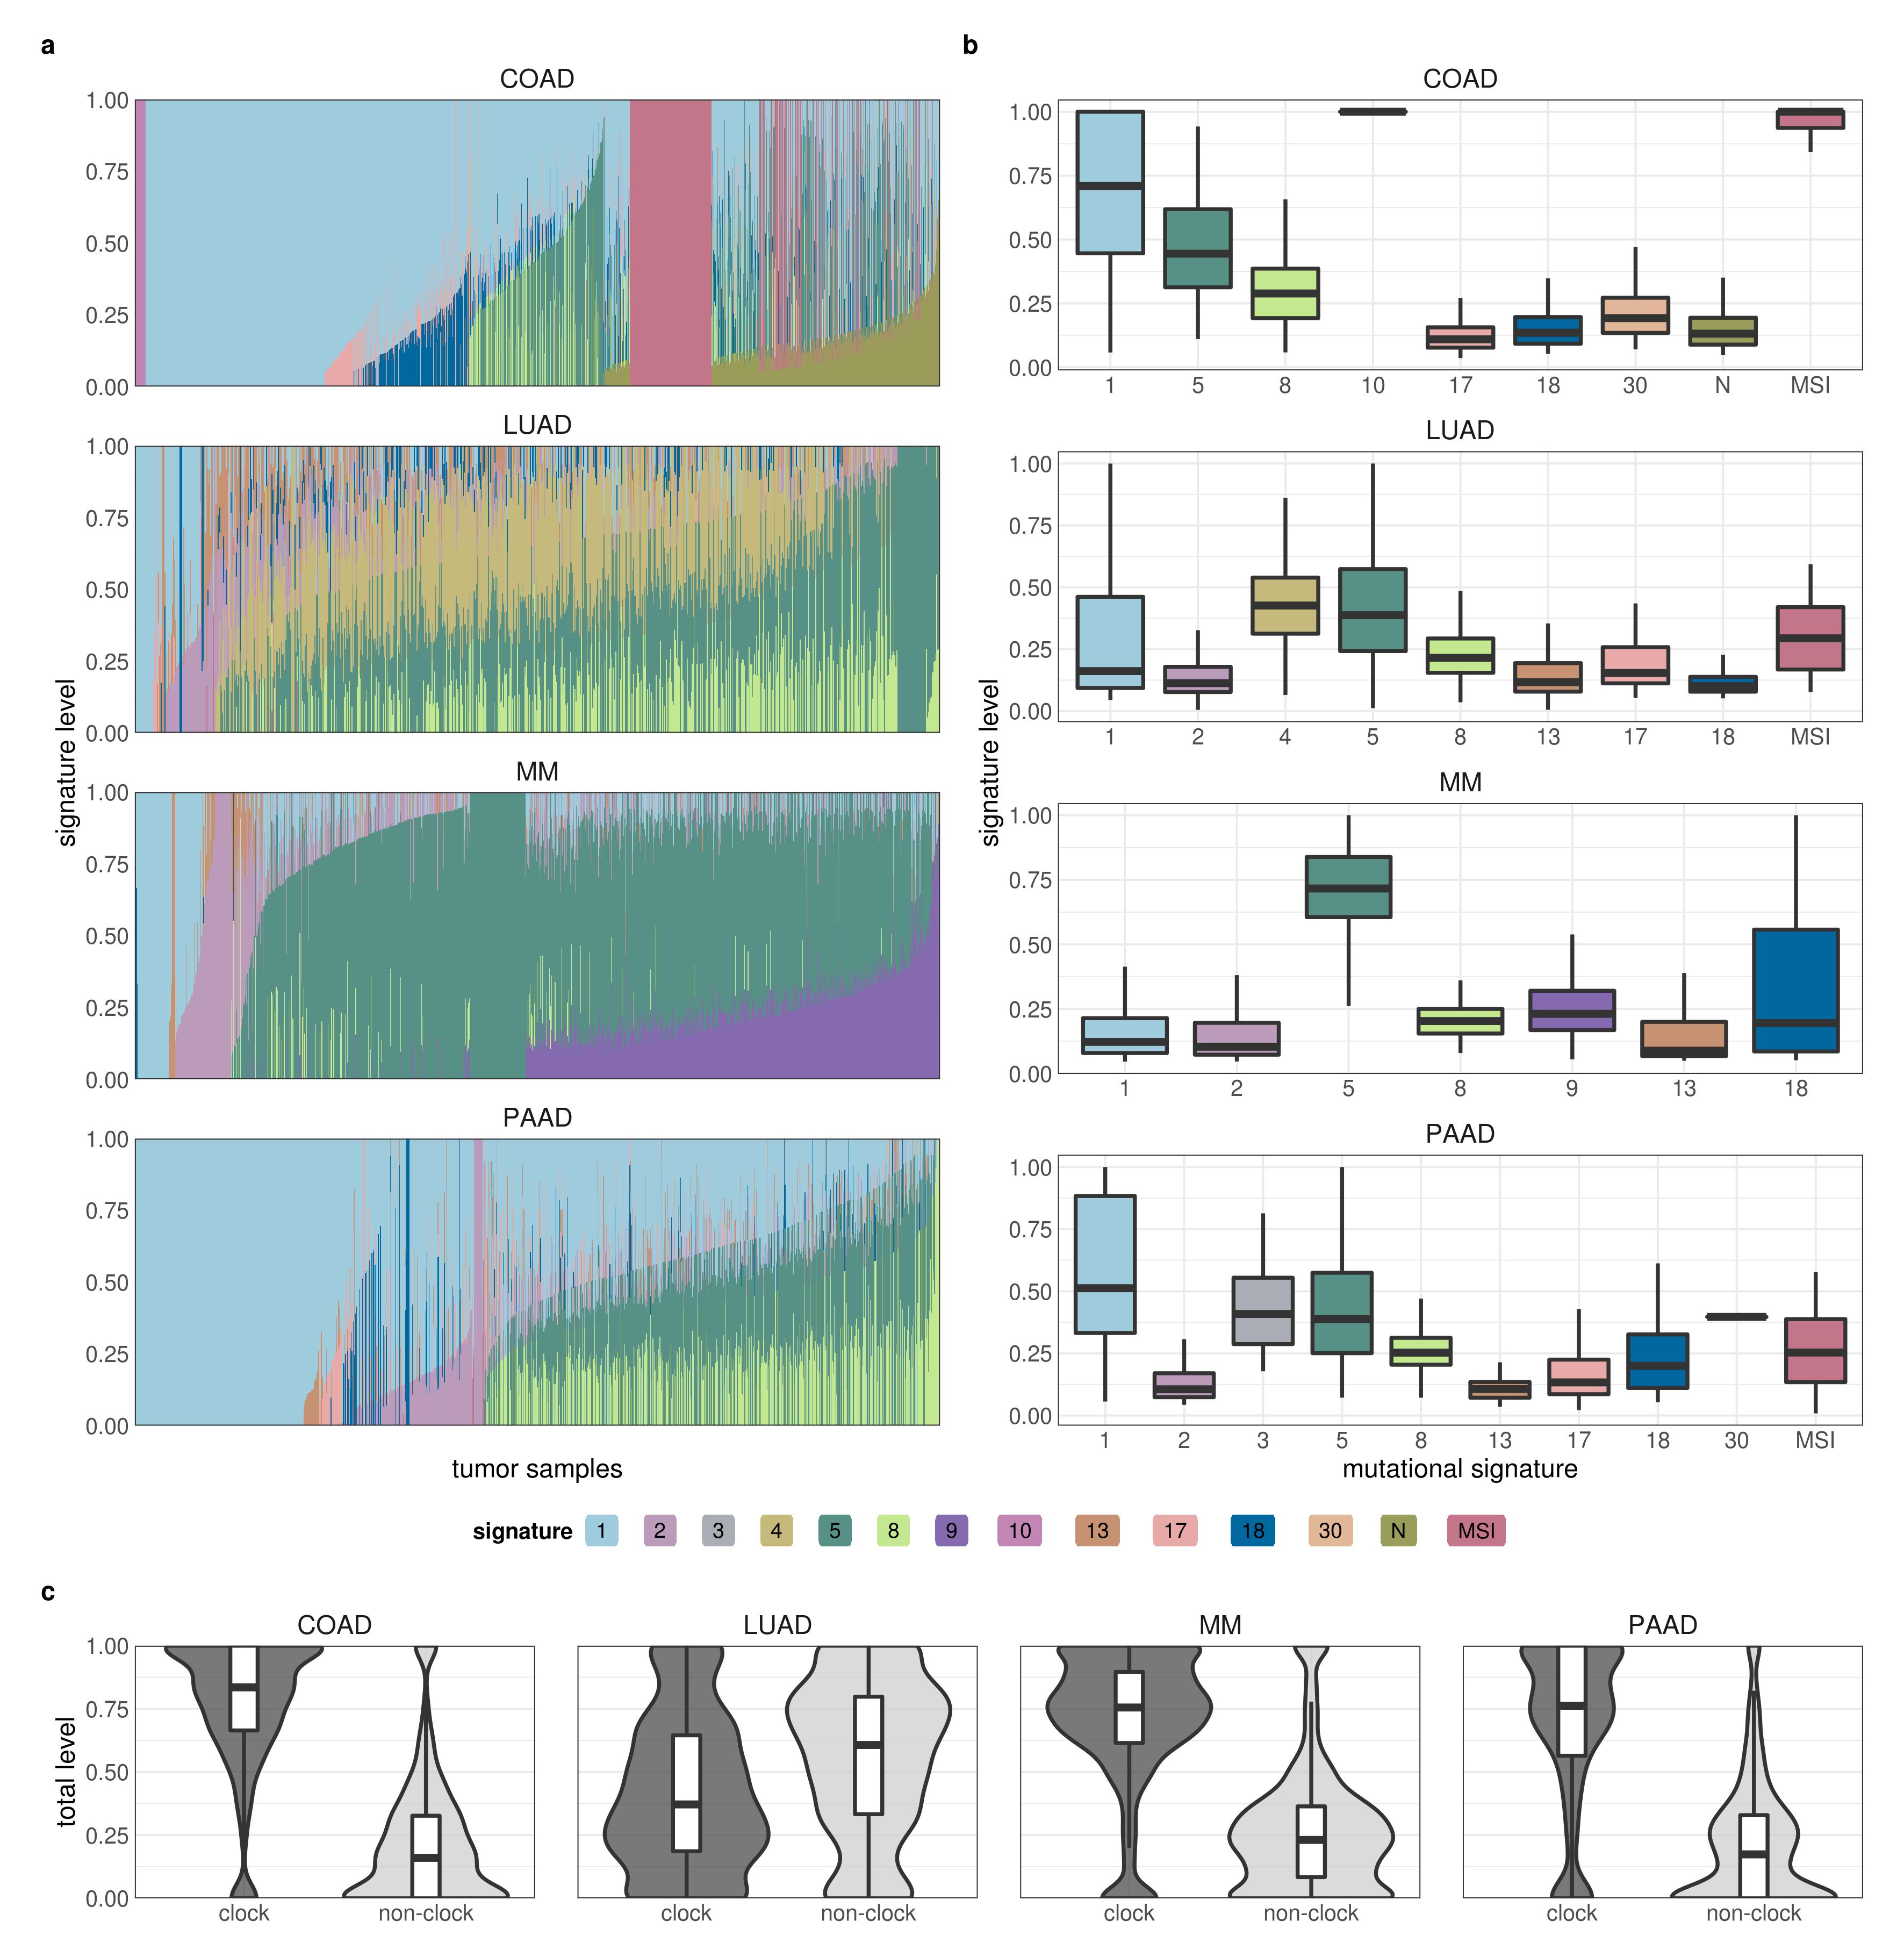 a
COAD
1.00
0.75
0.50
0.25
0.00
LUAD
1.00
0.75
0.50
0.25
0.00
MM
1.00
0.75
0.50
0.25
0.00
PAAD
1.00
0.75
0.50
0.25
0.00
signature level
tumor samples
b
COAD
1.00
0.75
0.50
0.25
0.00
1 5 8 10 17 18 30 N MSI
LUAD
1.00
0.75
0.50
0.25
0.00
1 2 4 5 8 13 17 18 MSI
MM
1.00
0.75
0.50
0.25
0.00
1 2 5 8 9 13 18
PAAD
1.00
0.75
0.50
0.25
0.00
1 2 3 5 8 13 17 18 30 MSI
signature level
mutational signature
signature 1 2 3 4 5 8 9 10 13 17 18 30 N MSI
c
COAD LUAD MM PAAD
1.00
0.75
0.50
0.25
0.00
total level
clock non-clock clock non-clock clock non-clock clock non-clock